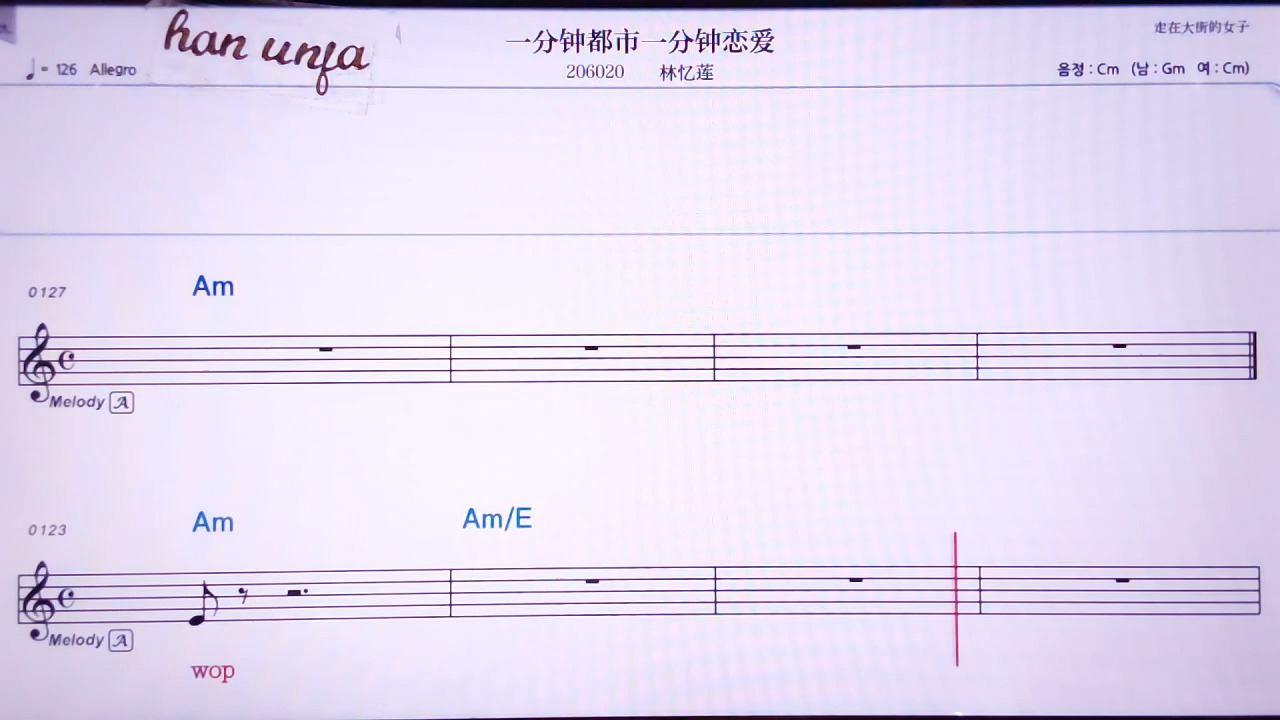 han unfa
一分钟都市一分钟恋爱
走在大街的女子
♩= 126 Allegro
206020 林忆莲
음정 : Cm (남 : Gm 여 : Cm)
0127 Am
Melody A
0123 Am Am/E
Melody A
wop